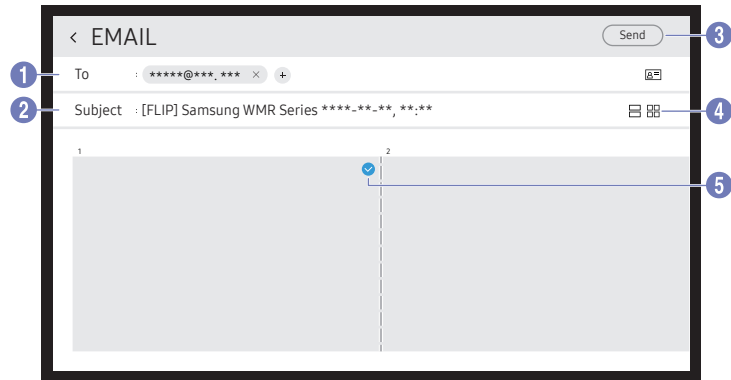 < EMAIL
Send
3
1
To : *****@***.*** × +
2
Subject : [FLIP] Samsung WMR Series ****-**-**, **:**
4
1
2
5